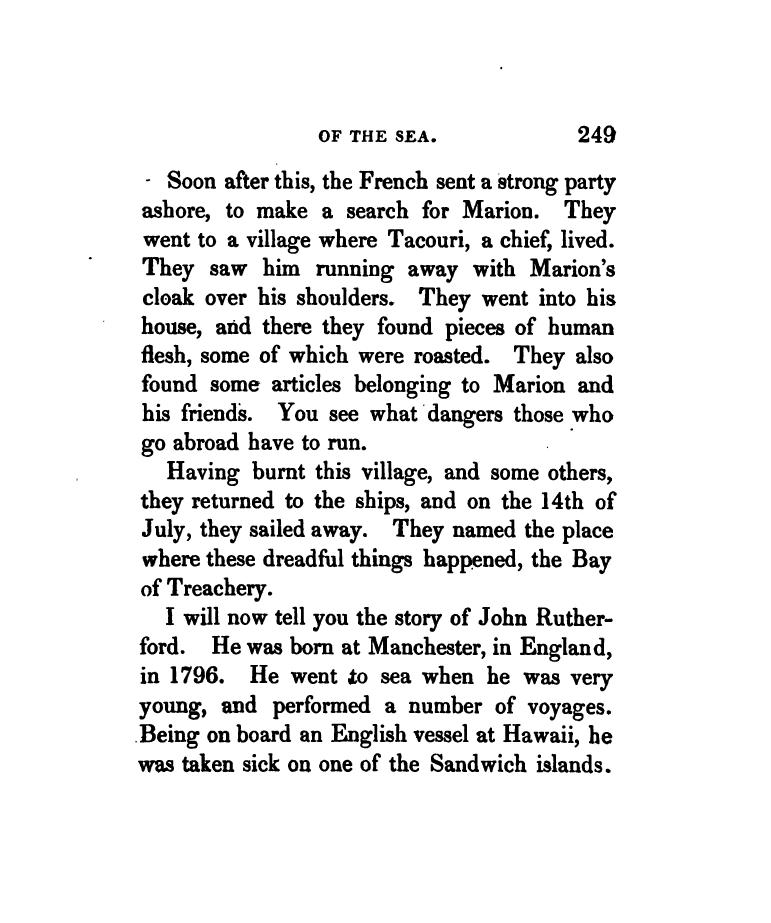 OF THE SEA. 249
Soon after this, the French sent a strong party
ashore, to make a search for Marion. They
went to a village where Tacouri, a chief, lived.
They saw him running away with Marion's
cloak over his shoulders. They went into his
house, and there they found pieces of human
flesh, some of which were roasted. They also
found some articles belonging to Marion and
his friends. You see what dangers those who
go abroad have to run.
Having burnt this village, and some others,
they returned to the ships, and on the 14th of
July, they sailed away. They named the place
where these dreadful things happened, the Bay
of Treachery.
I will now tell you the story of John Ruther-
ford. He was born at Manchester, in England,
in 1796. He went to sea when he was very
young, and performed a number of voyages.
Being on board an English vessel at Hawaii, he
was taken sick on one of the Sandwich islands.